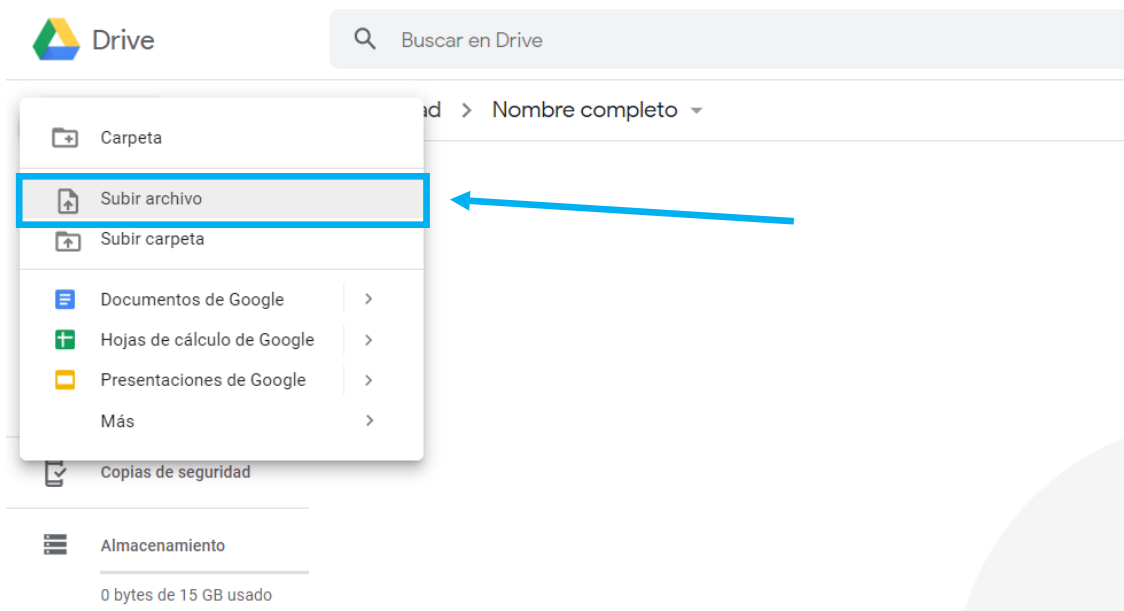 Drive
Buscar en Drive
ad > Nombre completo
Carpeta
Subir archivo
Subir carpeta
Documentos de Google
Hojas de cálculo de Google
Presentaciones de Google
Más
Copias de seguridad
Almacenamiento
0 bytes de 15 GB usado